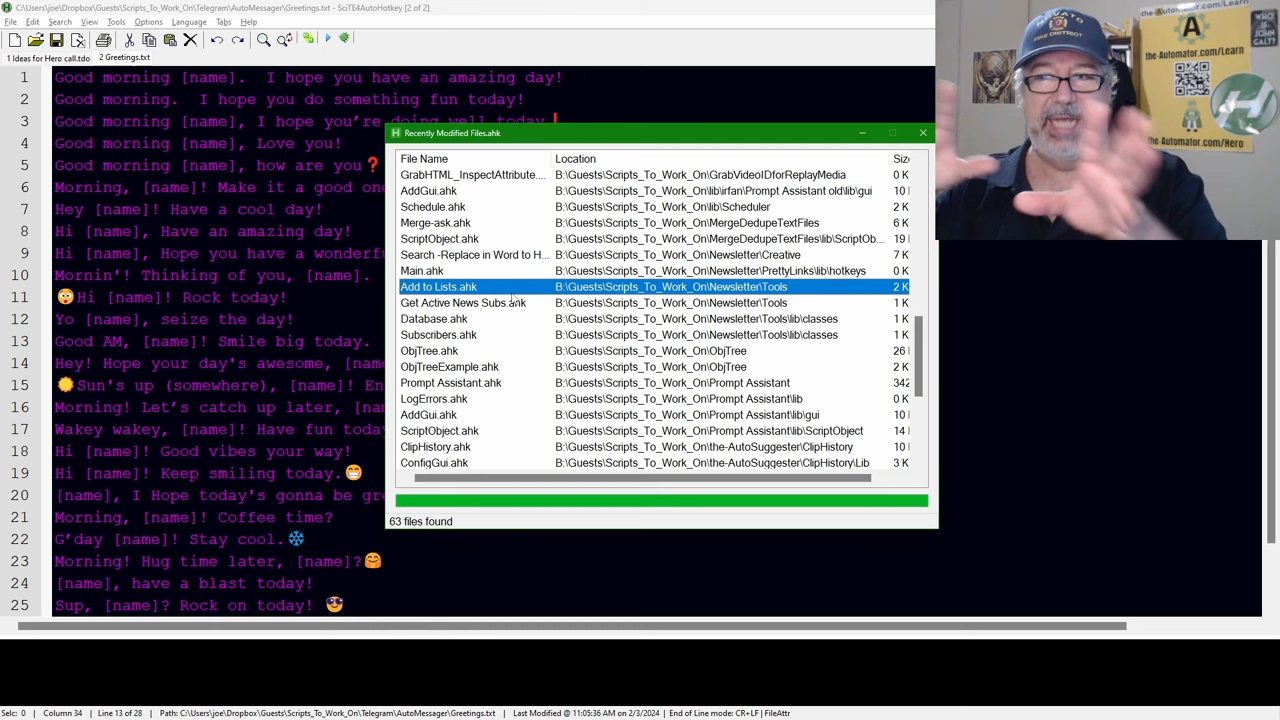 C:\Users\joe\Dropbox\Guests\Scripts_To_Work_On\Telegram\AutoMessager\Greetings.txt - SciTE4AutoHotkey [2 of 2]
File Edit Search View Tools Options Language Tabs Help
1 Ideas for Hero call.tdo 2 Greetings.txt
1 Good morning [name].  I hope you have an amazing day!
2 Good morning.  I hope you do something fun today!
3 Good morning [name], I hope you're doing well today❗
4 Good morning [name], Love you!
5 Good morning [name], how are you❓
6 Morning, [name]! Make it a good one
7 Hey [name]! Have a cool day!
8 Hi [name], Have an amazing day!
9 Hi [name], Hope you have a wonderf
10 Mornin'! Thinking of you, [name].
11 😳Hi [name]! Rock today!
12 Yo [name], seize the day!
13 Good AM, [name]! Smile big today.
14 Hey! Hope your day's awesome, [name
15 🌞Sun's up (somewhere), [name]! En
16 Morning! Let's catch up later, [na
17 Wakey wakey, [name]! Have fun toda
18 Hi [name]! Good vibes your way!
19 Hi [name]! Keep smiling today.😁
20 [name], I Hope today's gonna be gr
21 Morning, [name]! Coffee time?
22 G'day [name]! Stay cool.❄
23 Morning! Hug time later, [name]?🤗
24 [name], have a blast today!
25 Sup, [name]? Rock on today! 😎
Recently Modified Files.ahk
File Name Location Siz
GrabHTML_InspectAttribute.... B:\Guests\Scripts_To_Work_On\GrabVideoIDforReplayMedia 0 K
AddGui.ahk B:\Guests\Scripts_To_Work_On\lib\irfan\Prompt Assistant old\lib\gui 10
Schedule.ahk B:\Guests\Scripts_To_Work_On\lib\Scheduler 2 K
Merge-ask.ahk B:\Guests\Scripts_To_Work_On\MergeDedupeTextFiles 6 K
ScriptObject.ahk B:\Guests\Scripts_To_Work_On\MergeDedupeTextFiles\lib\ScriptOb... 19
Search -Replace in Word to H... B:\Guests\Scripts_To_Work_On\Newsletter\Creative 7 K
Main.ahk B:\Guests\Scripts_To_Work_On\Newsletter\PrettyLinks\lib\hotkeys 0 K
Add to Lists.ahk B:\Guests\Scripts_To_Work_On\Newsletter\Tools 2 K
Get Active News Subs.ahk B:\Guests\Scripts_To_Work_On\Newsletter\Tools 1 K
Database.ahk B:\Guests\Scripts_To_Work_On\Newsletter\Tools\lib\classes 1 K
Subscribers.ahk B:\Guests\Scripts_To_Work_On\Newsletter\Tools\lib\classes 1 K
ObjTree.ahk B:\Guests\Scripts_To_Work_On\ObjTree 26
ObjTreeExample.ahk B:\Guests\Scripts_To_Work_On\ObjTree 2 K
Prompt Assistant.ahk B:\Guests\Scripts_To_Work_On\Prompt Assistant 342
LogErrors.ahk B:\Guests\Scripts_To_Work_On\Prompt Assistant\lib 0 K
AddGui.ahk B:\Guests\Scripts_To_Work_On\Prompt Assistant\lib\gui 10
ScriptObject.ahk B:\Guests\Scripts_To_Work_On\Prompt Assistant\lib\ScriptObject 14
ClipHistory.ahk B:\Guests\Scripts_To_Work_On\the-AutoSuggester\ClipHistory 10
ConfigGui.ahk B:\Guests\Scripts_To_Work_On\the-AutoSuggester\ClipHistory\Lib 3 K
63 files found
FIRE DISTRICT
WHO IS
JOHN
GALT?
the-Automator.com/Learn
the-Automator.com/Hero
Selc: 0 | Column 34 | Line 13 of 28 | Path: C:\Users\joe\Dropbox\Guests\Scripts_To_Work_On\Telegram\AutoMessager\Greetings.txt | Last Modified @ 11:05:36 AM on 2/3/2024 | End of Line mode: CR+LF | FileAttr